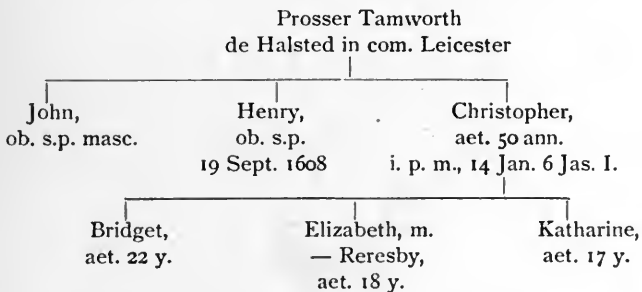 Prosser Tamworth
de Halsted in com. Leicester
John,
ob. s.p. masc.
Henry,
ob. s.p.
19 Sept. 1608
Christopher,
aet. 50 ann.
i. p. m., 14 Jan. 6 Jas. I.
Bridget,
aet. 22 y.
Elizabeth, m.
— Reresby,
aet. 18 y.
Katharine,
aet. 17 y.